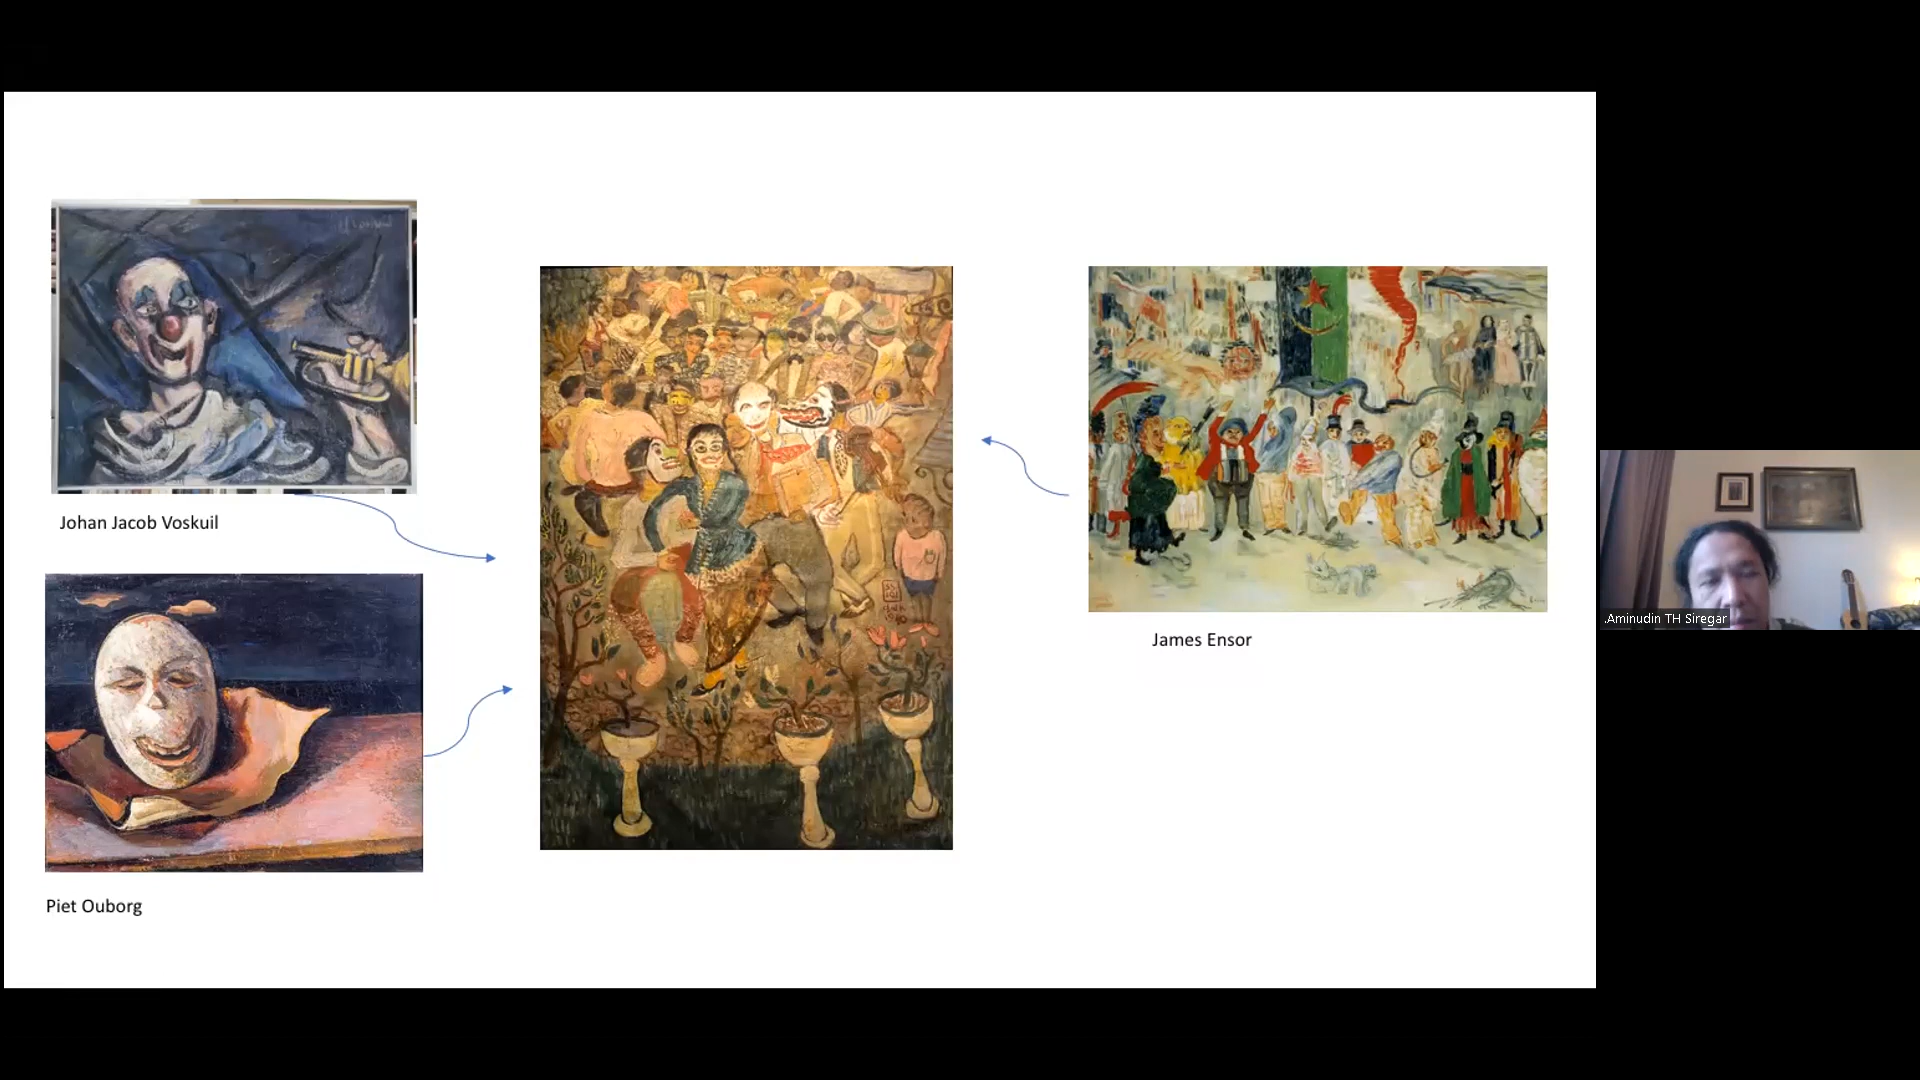 Johan Jacob Voskuil
Piet Ouborg
James Ensor
.Aminudin TH Siregar